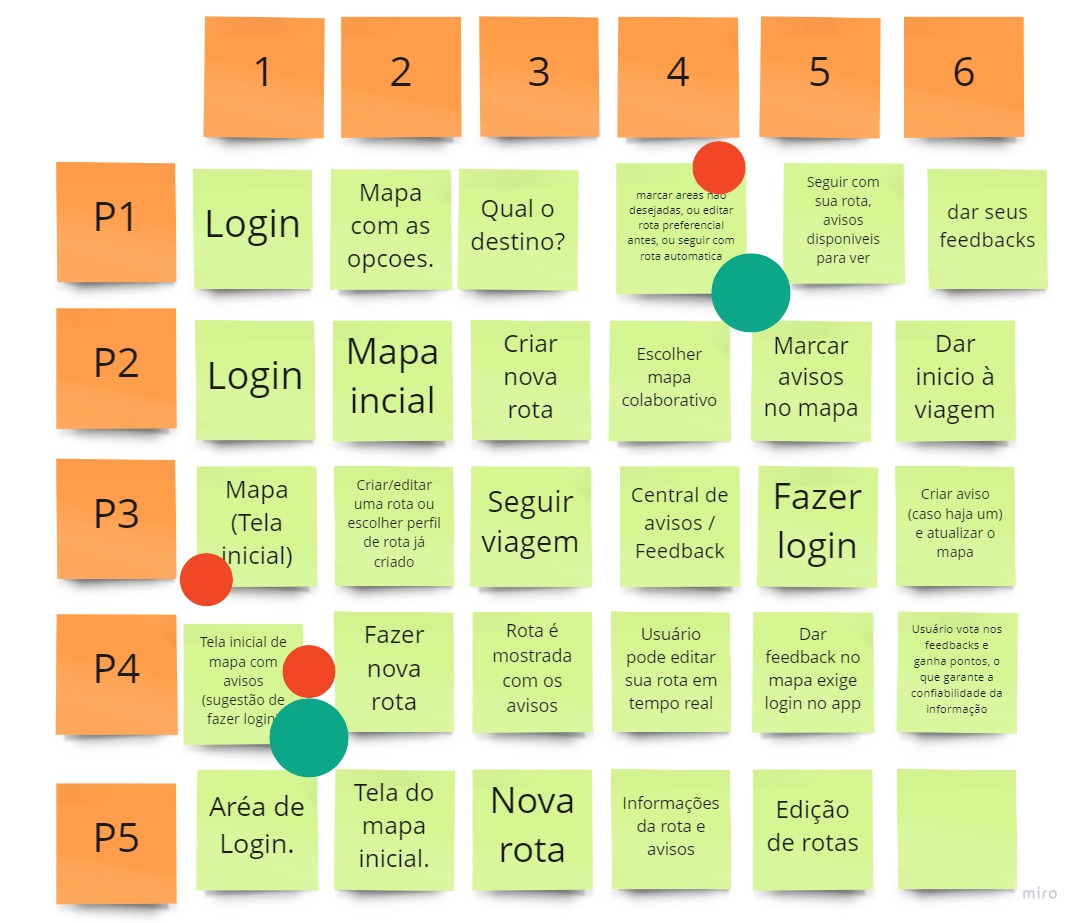 1
2
3
4
5
6
P1
Login
Mapa
com as
opcoes.
Qual o
destino?
marcar areas não
desejadas, ou editar
rota preferencial
antes, ou seguir com
rota automatica
Seguir com
sua rota,
avisos
disponiveis
para ver
dar seus
feedbacks
P2
Login
Mapa
incial
Criar
nova
rota
Escolher
mapa
colaborativo
Marcar
avisos
no mapa
Dar
inicio à
viagem
P3
Mapa
(Tela
inicial)
Criar/editar
uma rota ou
escolher perfil
de rota já
criado
Seguir
viagem
Central de
avisos /
Feedback
Fazer
login
Criar aviso
(caso haja um)
e atualizar o
mapa
P4
Tela inicial de
mapa com
avisos
(sugestão de
fazer login
Fazer
nova
rota
Rota é
mostrada
com os
avisos
Usuário
pode editar
sua rota em
tempo real
Dar
feedback no
mapa exige
login no app
Usuário vota nos
feedbacks e
ganha pontos, o
que garante a
confiabilidade da
informação
P5
Aréa de
Login.
Tela do
mapa
inicial.
Nova
rota
Informações
da rota e
avisos
Edição
de rotas
miro